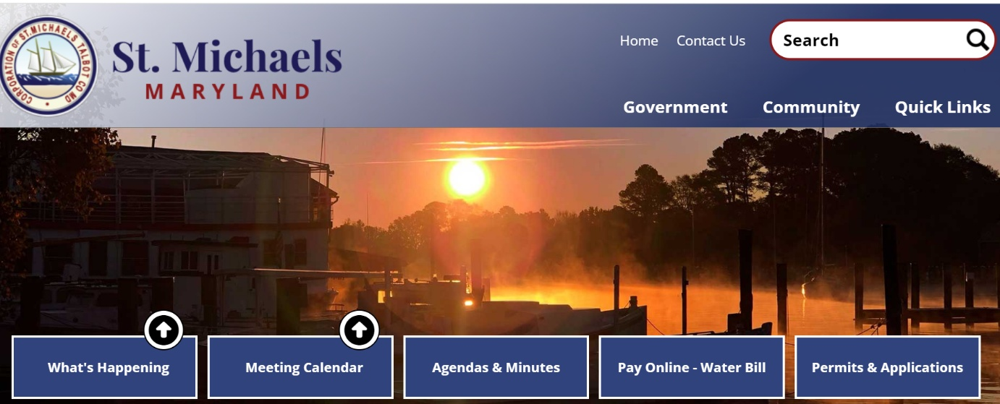 CORPORATION OF ST. MICHAELS TALBOT CO MD
St. Michaels
MARYLAND
Home
Contact Us
Search
Government
Community
Quick Links
What's Happening
Meeting Calendar
Agendas & Minutes
Pay Online - Water Bill
Permits & Applications